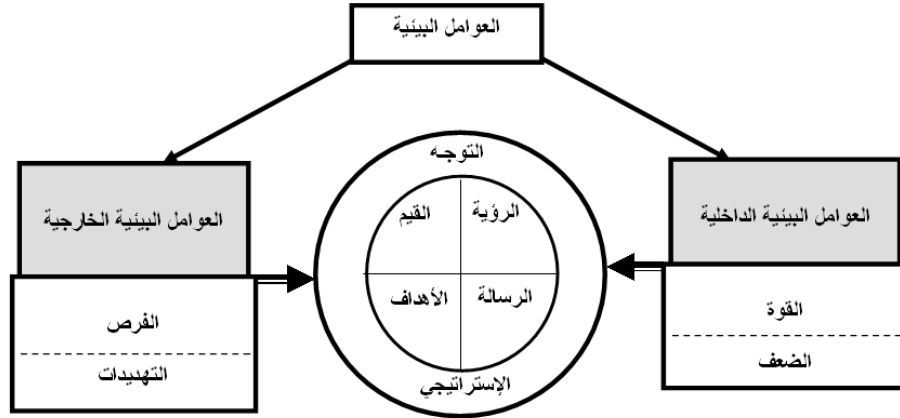 العوامل البيئية
التوجه
العوامل البيئية الداخلية
القوة
الضعف
الرؤية
القيم
الرسالة
الأهداف
الإستراتيجي
العوامل البيئية الخارجية
الفرص
التهديدات